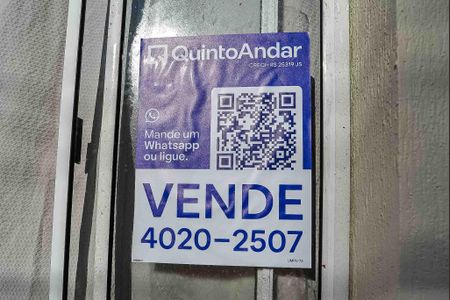 QuintoAndar
CRECI RS 25319 JS
Mande um
Whatsapp
ou ligue.
VENDE
4020-2507